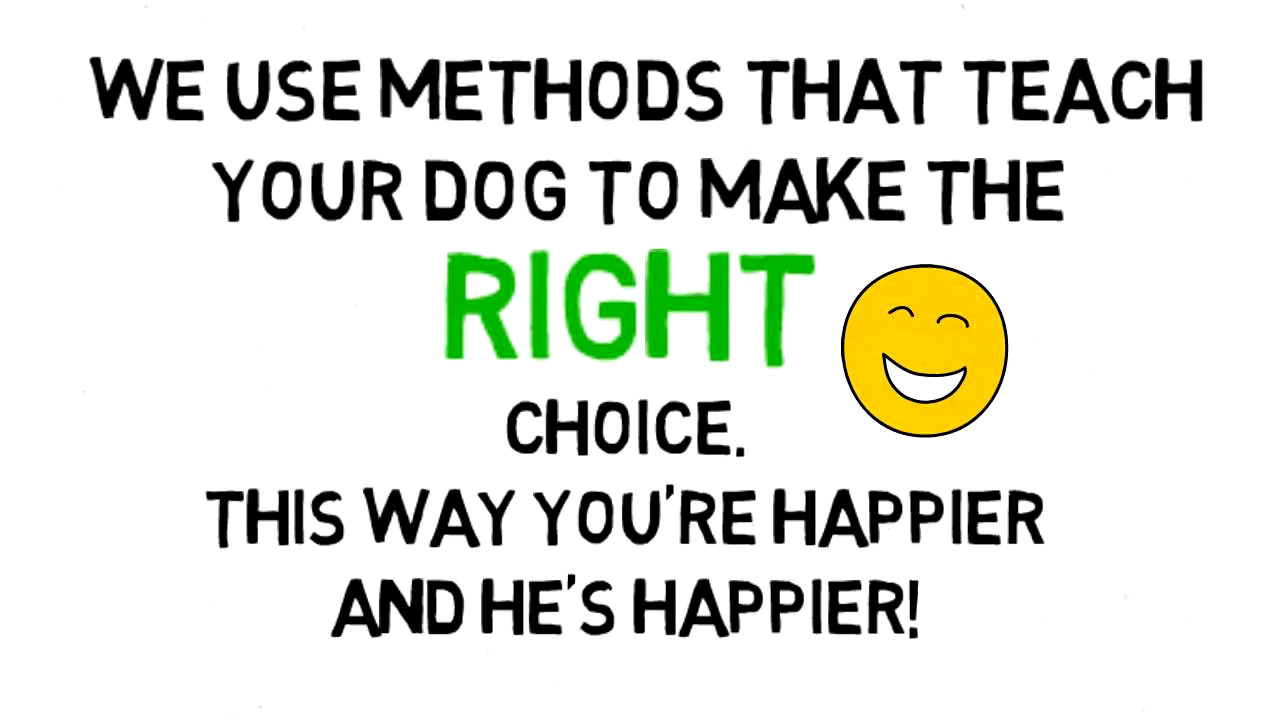 WE USE METHODS THAT TEACH
YOUR DOG TO MAKE THE
RIGHT
CHOICE.
THIS WAY YOU'RE HAPPIER
AND HE'S HAPPIER!